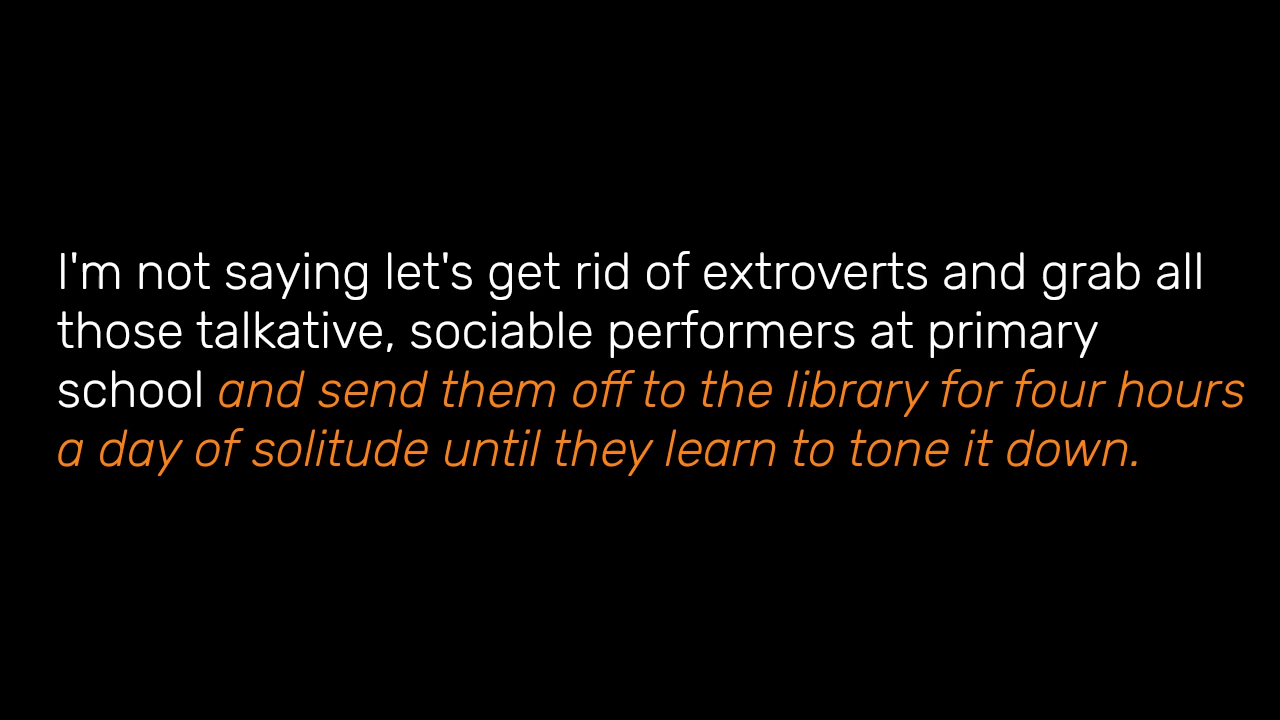 I'm not saying let's get rid of extroverts and grab all
those talkative, sociable performers at primary
school and send them off to the library for four hours
a day of solitude until they learn to tone it down.